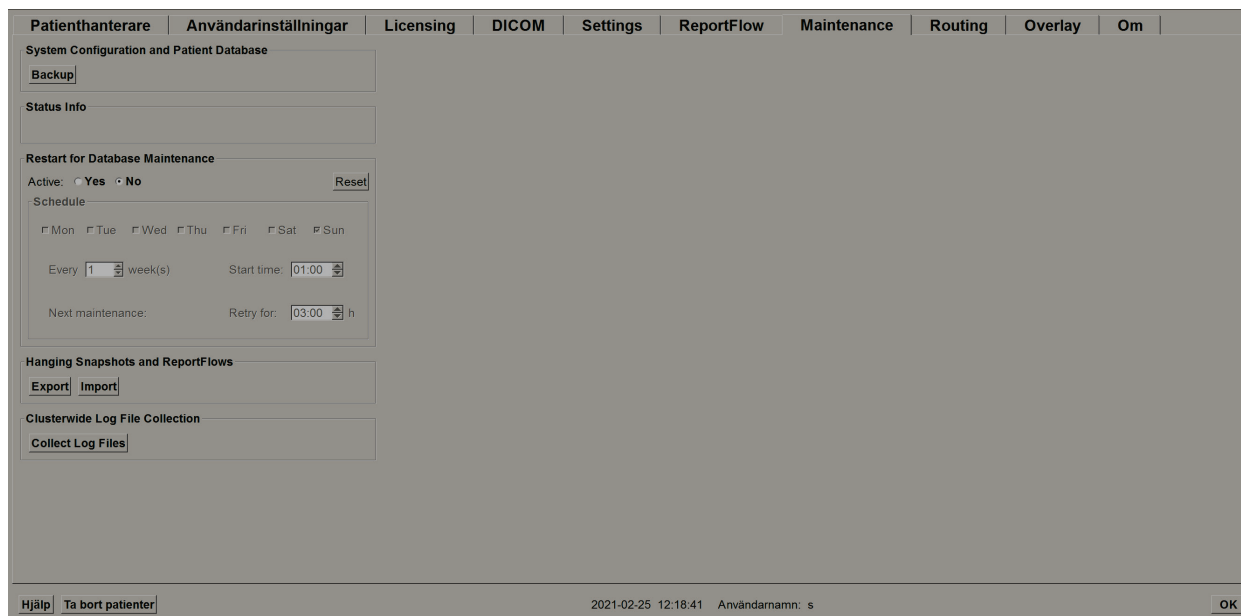 Patienthanterare Användarinställningar Licensing DICOM Settings ReportFlow Maintenance Routing Overlay Om
System Configuration and Patient Database
Backup
Status Info
Restart for Database Maintenance
Active: Yes No Reset
Schedule
Mon Tue Wed Thu Fri Sat Sun
Every 1 week(s) Start time: 01:00
Next maintenance: Retry for: 03:00 h
Hanging Snapshots and ReportFlows
Export Import
Clusterwide Log File Collection
Collect Log Files
Hjälp Ta bort patienter 2021-02-25 12:18:41 Användarnamn: s OK